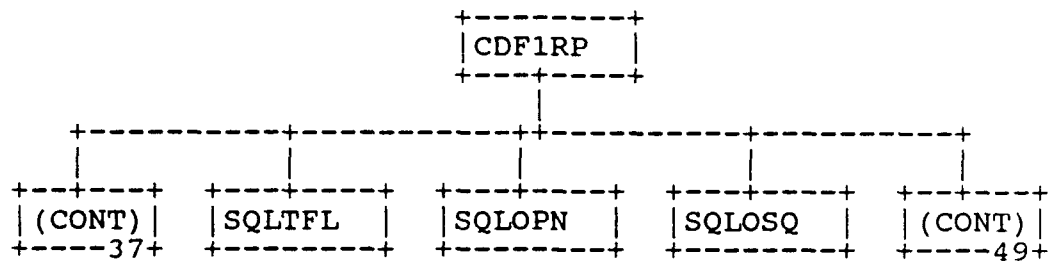 CDF1RP
(CONT) SQLTFL SQLOPN SQLOSQ (CONT)
37 49